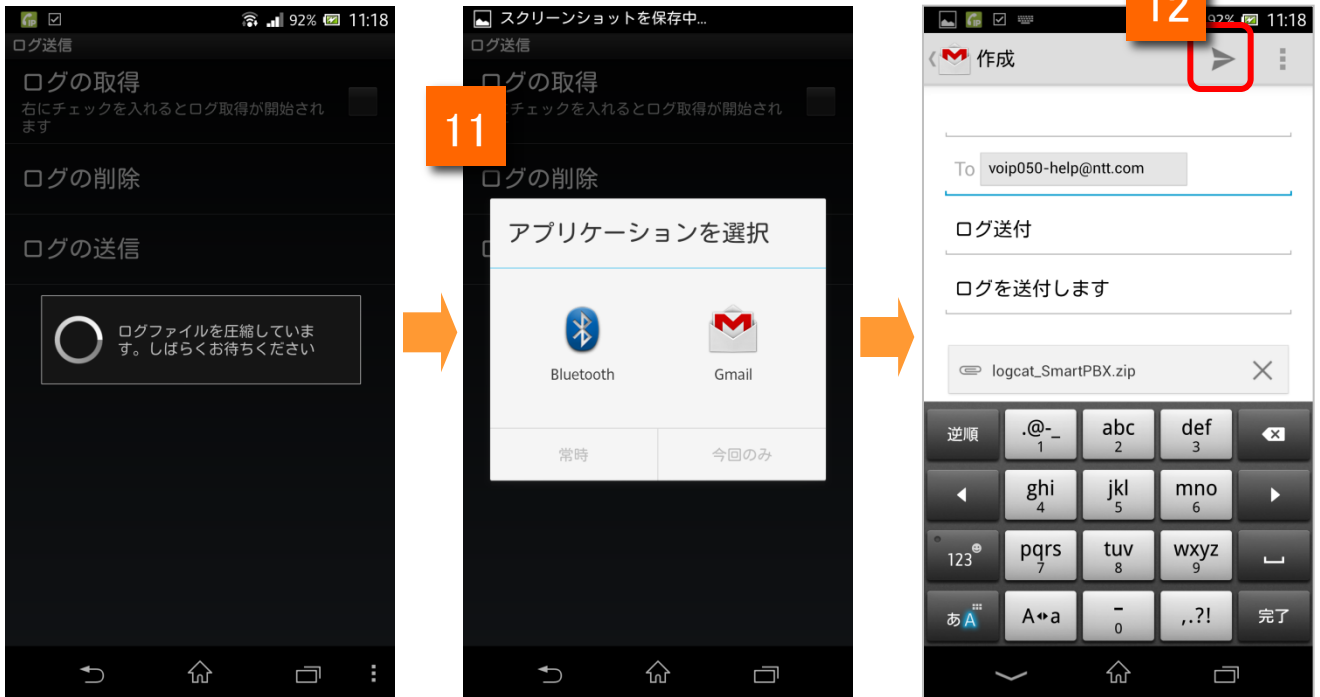 92% 11:18
ログ送信
ログの取得
右にチェックを入れるとログ取得が開始され
ます
ログの削除
ログの送信
ログファイルを圧縮していま
す。しばらくお待ちください
11
スクリーンショットを保存中...
ログ送信
グの取得
チェックを入れるとログ取得が開始され
ログの削除
アプリケーションを選択
Bluetooth
Gmail
常時
今回のみ
12
92% 11:18
作成
To voip050-help@ntt.com
ログ送付
ログを送付します
logcat_SmartPBX.zip
逆順 .@-_ abc def
1 2 3
ghi jkl mno
4 5 6
123 pqrs tuv wxyz
7 8 9
あA A a - ,.?! 完了
0